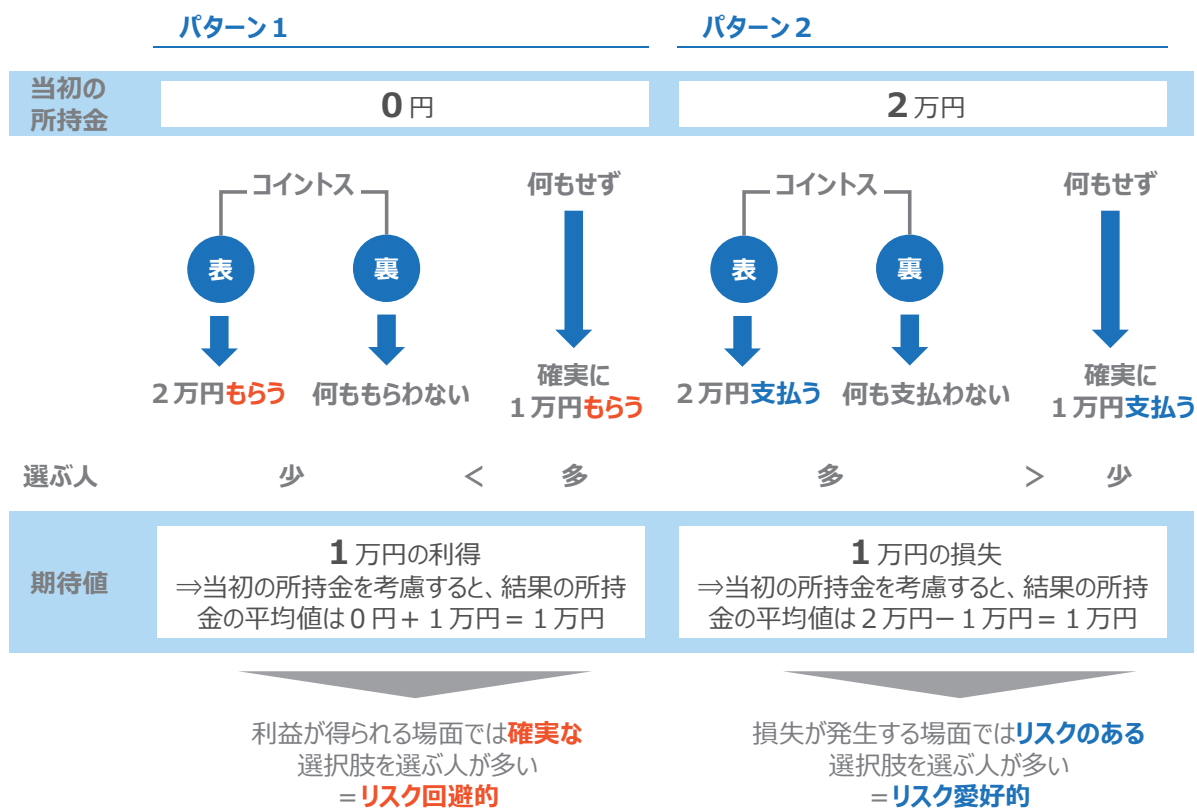 パターン１
パターン２
当初の
所持金
0 円
2 万円
コイントス
何もせず
コイントス
何もせず
表
裏
表
裏
２万円もらう
何ももらわない
確実に
１万円もらう
２万円支払う
何も支払わない
確実に
１万円支払う
選ぶ人
少
＜
多
多
＞
少
期待値
1 万円の利得
⇒当初の所持金を考慮すると、結果の所持
金の平均値は０円＋１万円＝１万円
1 万円の損失
⇒当初の所持金を考慮すると、結果の所持
金の平均値は２万円－１万円＝１万円
利益が得られる場面では確実な
選択肢を選ぶ人が多い
＝リスク回避的
損失が発生する場面ではリスクのある
選択肢を選ぶ人が多い
＝リスク愛好的